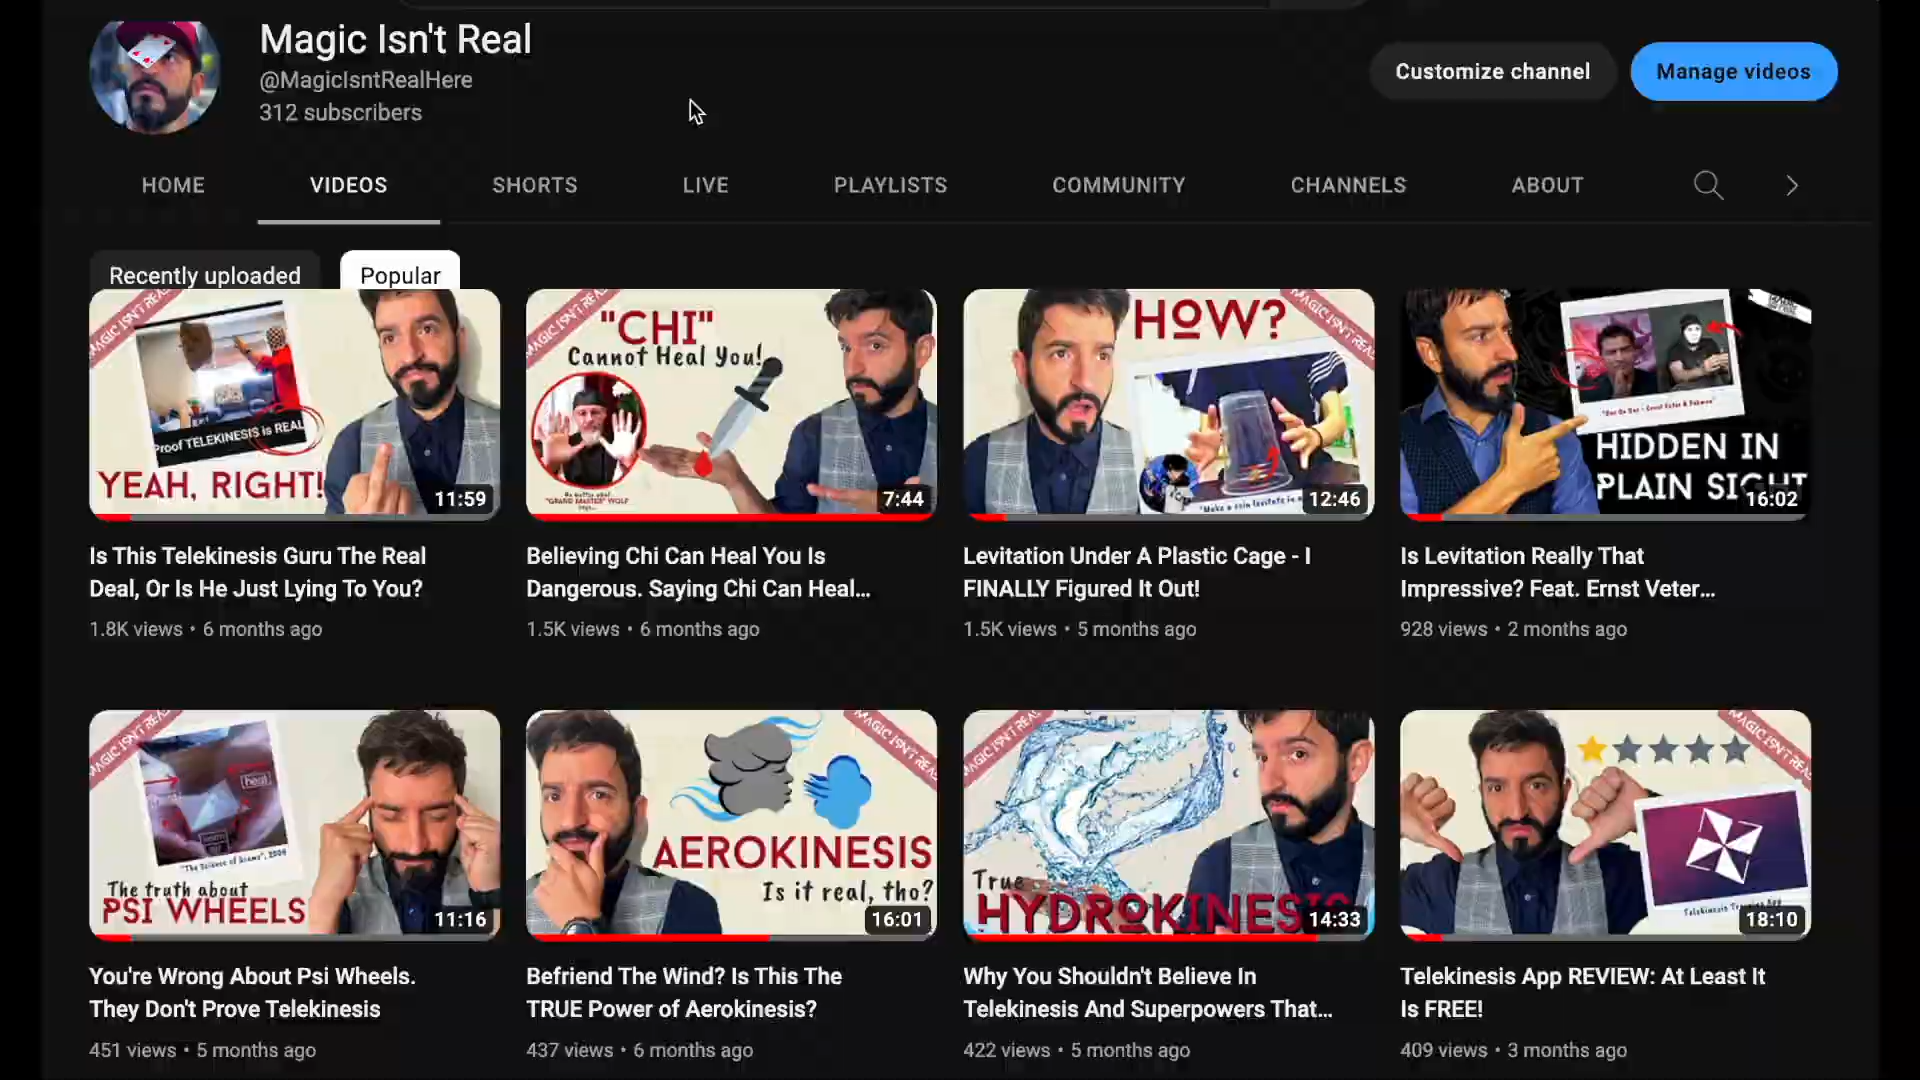 Magic Isn't Real
@MagicIsntRealHere
312 subscribers
Customize channel
Manage videos
HOME
VIDEOS
SHORTS
LIVE
PLAYLISTS
COMMUNITY
CHANNELS
ABOUT
Recently uploaded
Popular
Proof TELEKINESIS is REAL
YEAH, RIGHT!
11:59
"CHI"
Cannot Heal You!
7:44
HOW?
12:46
HIDDEN IN
PLAIN SIGHT
16:02
Is This Telekinesis Guru The Real
Deal, Or Is He Just Lying To You?
1.8K views • 6 months ago
Believing Chi Can Heal You Is
Dangerous. Saying Chi Can Heal...
1.5K views • 6 months ago
Levitation Under A Plastic Cage - I
FINALLY Figured It Out!
1.5K views • 5 months ago
Is Levitation Really That
Impressive? Feat. Ernst Veter...
928 views • 2 months ago
heat
The truth about
PSI WHEELS
11:16
AEROKINESIS
Is it real, tho?
16:01
True
HYDROKINESIS
14:33
18:10
You're Wrong About Psi Wheels.
They Don't Prove Telekinesis
451 views • 5 months ago
Befriend The Wind? Is This The
TRUE Power of Aerokinesis?
437 views • 6 months ago
Why You Shouldn't Believe In
Telekinesis And Superpowers That...
422 views • 5 months ago
Telekinesis App REVIEW: At Least It
Is FREE!
409 views • 3 months ago